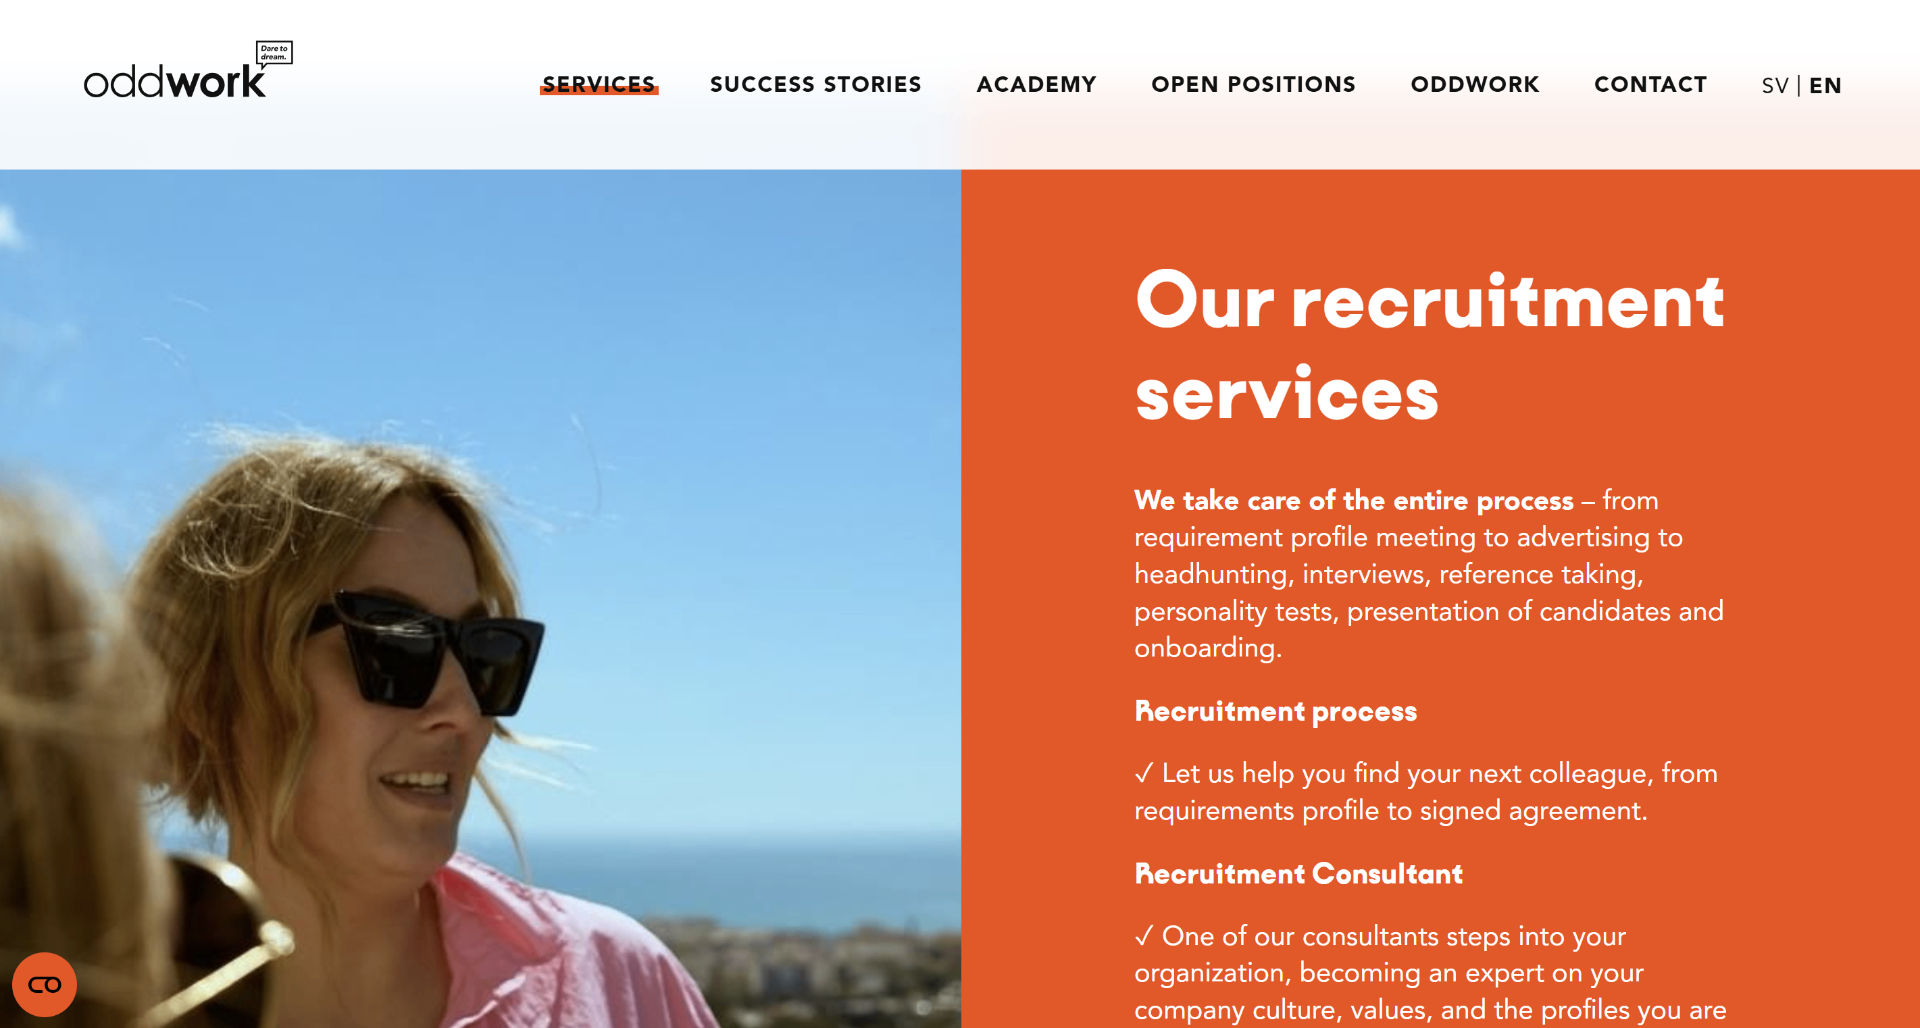 Dare to
dream.
oddwork
SERVICES SUCCESS STORIES ACADEMY OPEN POSITIONS ODDWORK CONTACT SV | EN
Our recruitment
services
We take care of the entire process – from
requirement profile meeting to advertising to
headhunting, interviews, reference taking,
personality tests, presentation of candidates and
onboarding.
Recruitment process
✓ Let us help you find your next colleague, from
requirements profile to signed agreement.
Recruitment Consultant
✓ One of our consultants steps into your
organization, becoming an expert on your
company culture, values, and the profiles you are